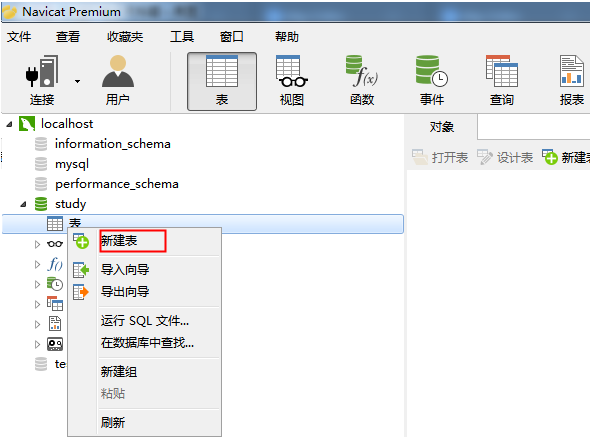 Navicat Premium
文件 查看 收藏夹 工具 窗口 帮助
连接 用户 表 视图 f(x) 函数 事件 查询 报表
localhost
对象
information_schema
打开表 设计表 新建
mysql
performance_schema
study
表
新建表
f()
导入向导
导出向导
运行 SQL 文件...
在数据库中查找...
te
新建组
粘贴
刷新